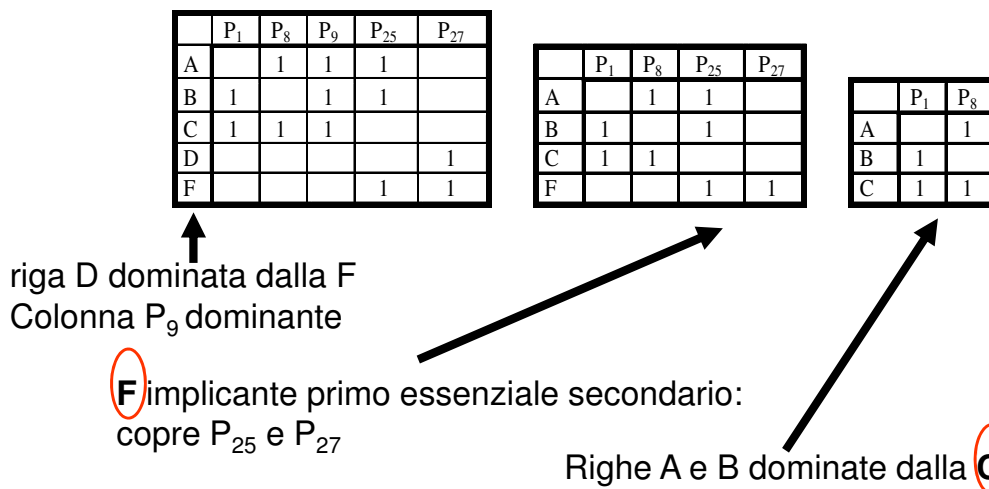 P1 P8 P9 P25 P27
A 1 1 1
B 1 1 1
C 1 1 1
D 1
F 1 1
P1 P8 P25 P27
A 1 1
B 1 1
C 1 1
F 1 1
P1 P8
A 1
B 1
C 1 1
riga D dominata dalla F
Colonna P9 dominante
F implicante primo essenziale secondario:
copre P25 e P27
Righe A e B dominate dalla C